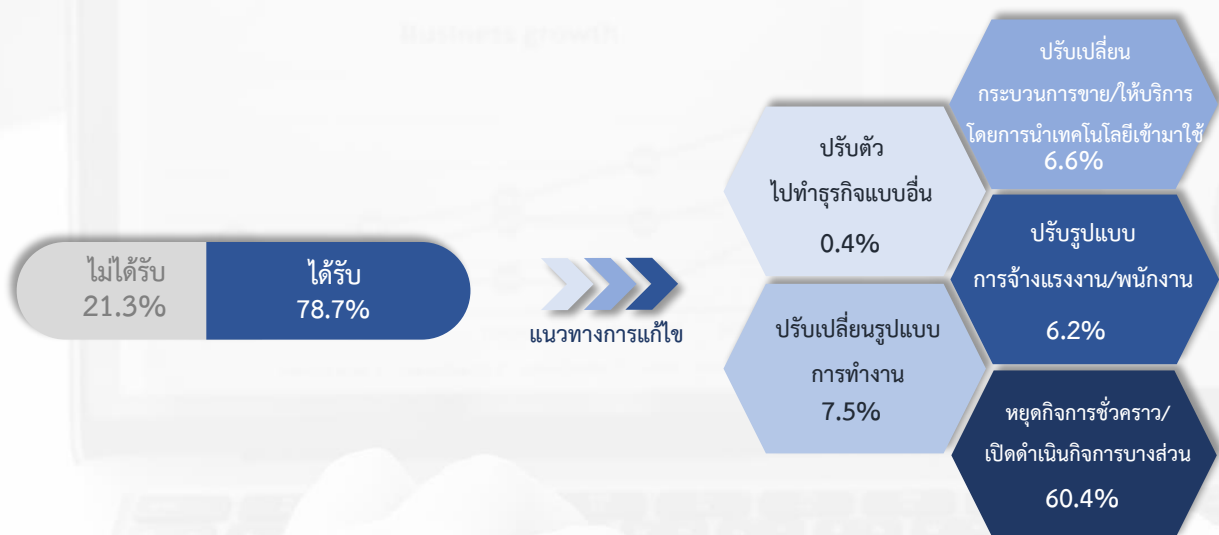 Business growth
ไม่ได้รับ
21.3%
ได้รับ
78.7%
แนวทางการแก้ไข
ปรับตัว
ไปทำธุรกิจแบบอื่น
0.4%
ปรับเปลี่ยนรูปแบบ
การทำงาน
7.5%
ปรับเปลี่ยน
กระบวนการขาย/ให้บริการ
โดยการนำเทคโนโลยีเข้ามาใช้
6.6%
ปรับรูปแบบ
การจ้างแรงงาน/พนักงาน
6.2%
หยุดกิจการชั่วคราว/
เปิดดำเนินกิจการบางส่วน
60.4%